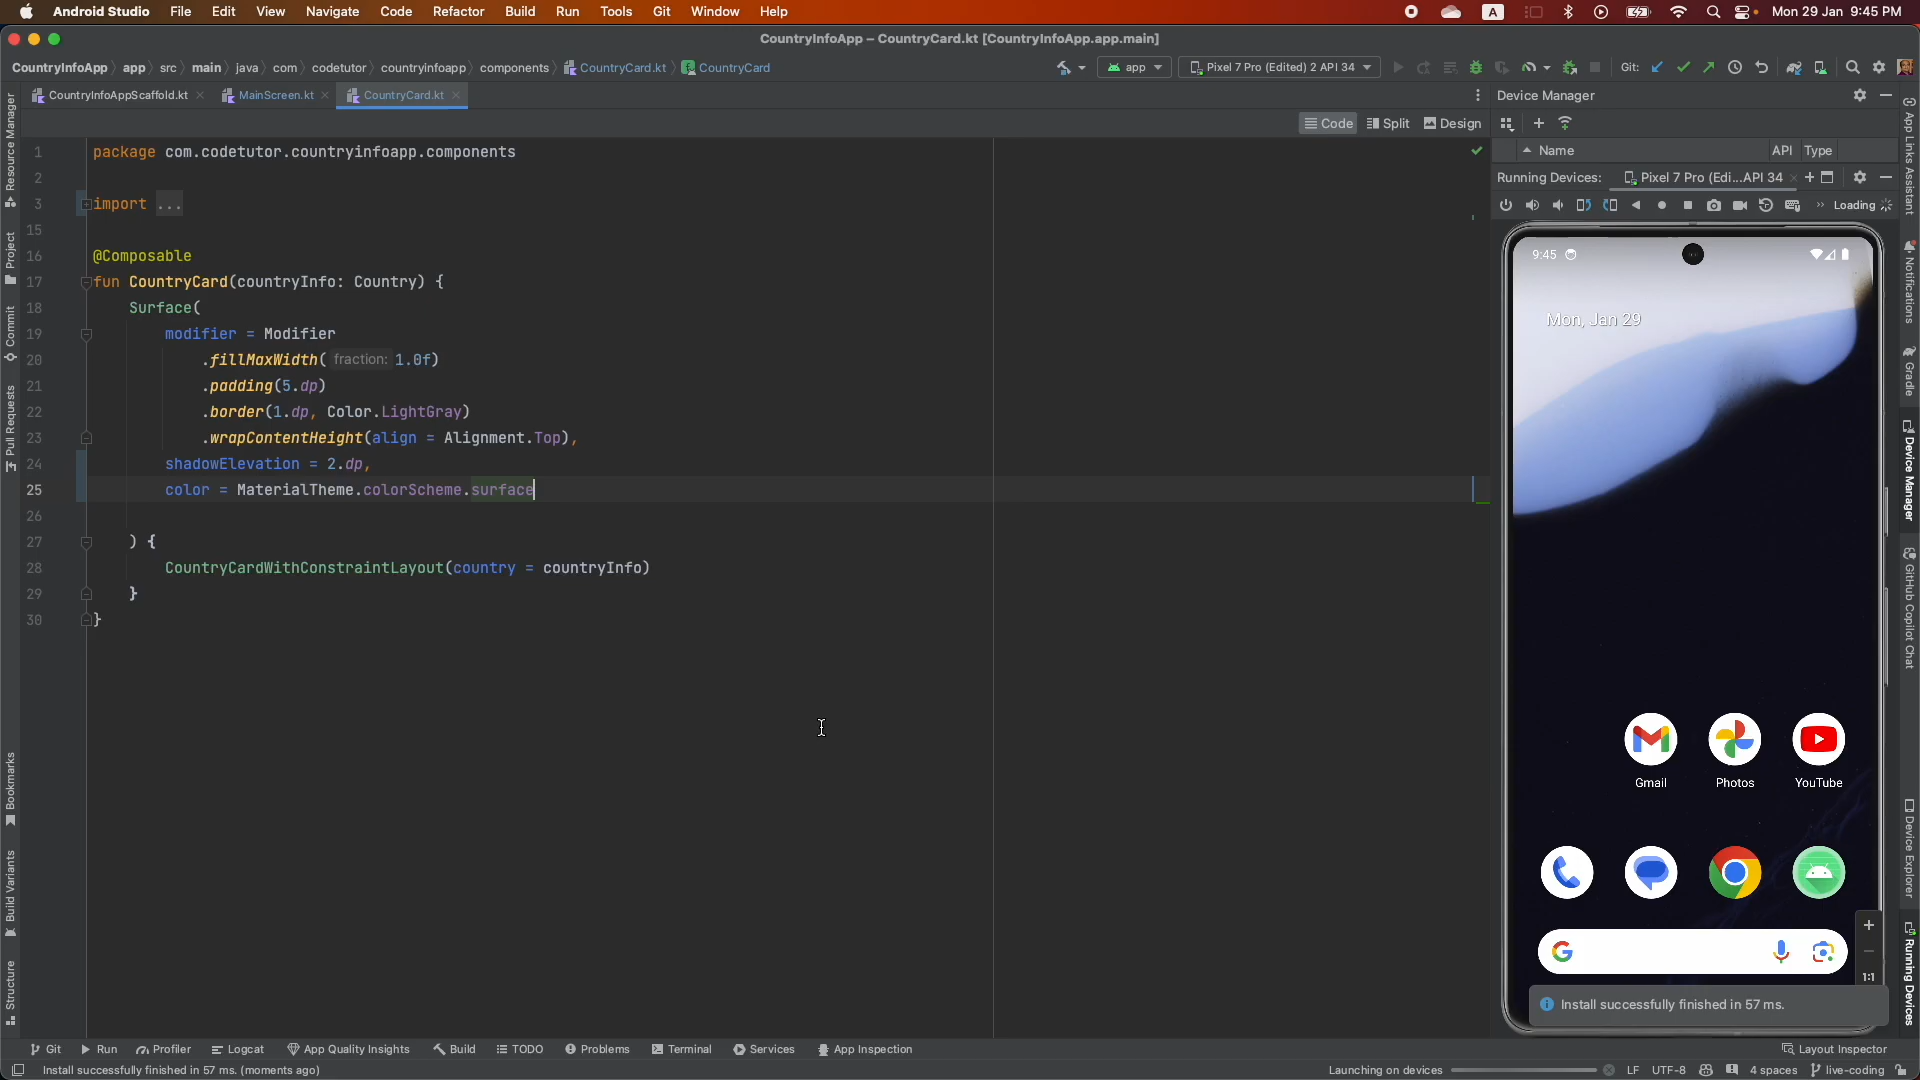 Android Studio File Edit View Navigate Code Refactor Build Run Tools Git Window Help A Mon 29 Jan 9:45 PM
CountryInfoApp – CountryCard.kt [CountryInfoApp.app.main]
CountryInfoApp app src main java com codetutor countryinfoapp components CountryCard.kt CountryCard app Pixel 7 Pro (Edited) 2 API 34 Git:
CountryInfoAppScaffold.kt MainScreen.kt CountryCard.kt Device Manager
Code Split Design
Name API Type
Running Devices: Pixel 7 Pro (Edi...API 34
Loading
1 package com.codetutor.countryinfoapp.components
2
3 import ...
15
16 @Composable
17 fun CountryCard(countryInfo: Country) {
18 Surface(
19 modifier = Modifier
20 .fillMaxWidth( fraction: 1.0f)
21 .padding(5.dp)
22 .border(1.dp, Color.LightGray)
23 .wrapContentHeight(align = Alignment.Top),
24 shadowElevation = 2.dp,
25 color = MaterialTheme.colorScheme.surface
26
27 ) {
28 CountryCardWithConstraintLayout(country = countryInfo)
29 }
30 }
9:45
Mon, Jan 29
Gmail Photos YouTube
G
1:1
Install successfully finished in 57 ms.
Resource Manager
Project
Commit
Pull Requests
Bookmarks
Build Variants
Structure
App Links Assistant
Notifications
Gradle
Device Manager
GitHub Copilot Chat
Device Explorer
Running Devices
Git Run Profiler Logcat App Quality Insights Build TODO Problems Terminal Services App Inspection Layout Inspector
Install successfully finished in 57 ms. (moments ago) Launching on devices LF UTF-8 4 spaces live-coding